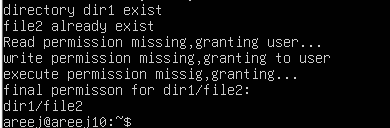 directory dir1 exist
file2 already exist
Read permission missing,granting user...
write permission missing,granting to user
execute permission missig,granting...
final permisson for dir1/file2:
dir1/file2
areej@areej10:~$